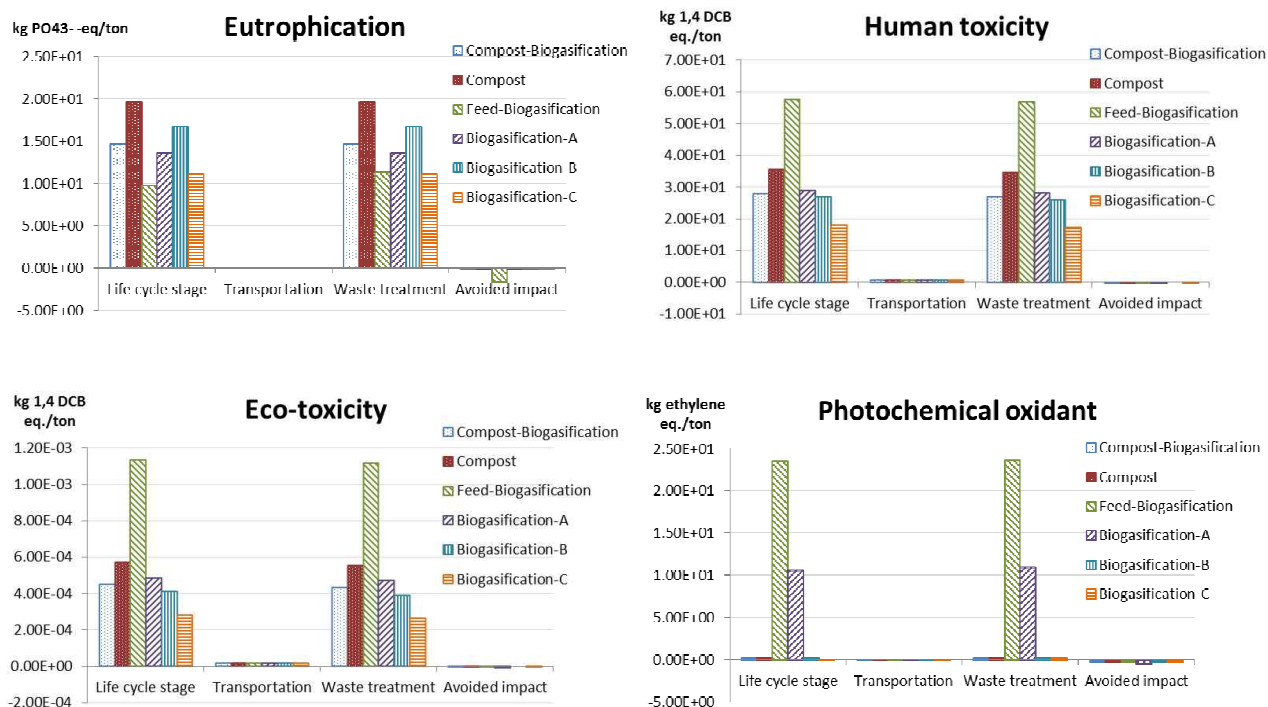 Eutrophication
kg PO43- -eq/ton
2.50E+01
2.00E+01
1.50E+01
1.00E+01
5.00E+00
0.00E+00
-5.00E+00
Life cycle stage
Transportation
Waste treatment
Avoided impact
Compost-Biogasification
Compost
Feed-Biogasification
Biogasification-A
Biogasification-B
Biogasification-C
Human toxicity
kg 1,4 DCB
eq./ton
7.00E+01
6.00E+01
5.00E+01
4.00E+01
3.00E+01
2.00E+01
1.00E+01
0.00E+00
-1.00E+01
Life cycle stage
Transportation
Waste treatment
Avoided impact
Compost-Biogasification
Compost
Feed-Biogasification
Biogasification-A
Biogasification-B
Biogasification-C
Eco-toxicity
kg 1,4 DCB
eq./ton
1.20E-03
1.00E-03
8.00E-04
6.00E-04
4.00E-04
2.00E-04
0.00E+00
-2.00E-04
Life cycle stage
Transportation
Waste treatment
Avoided impact
Compost-Biogasification
Compost
Feed-Biogasification
Biogasification-A
Biogasification-B
Biogasification-C
Photochemical oxidant
kg ethylene
eq./ton
2.50E+01
2.00E+01
1.50E+01
1.00E+01
5.00E+00
0.00E+00
-5.00E+00
Life cycle stage
Transportation
Waste treatment
Avoided impact
Compost-Biogasification
Compost
Feed-Biogasification
Biogasification-A
Biogasification-B
Biogasification-C